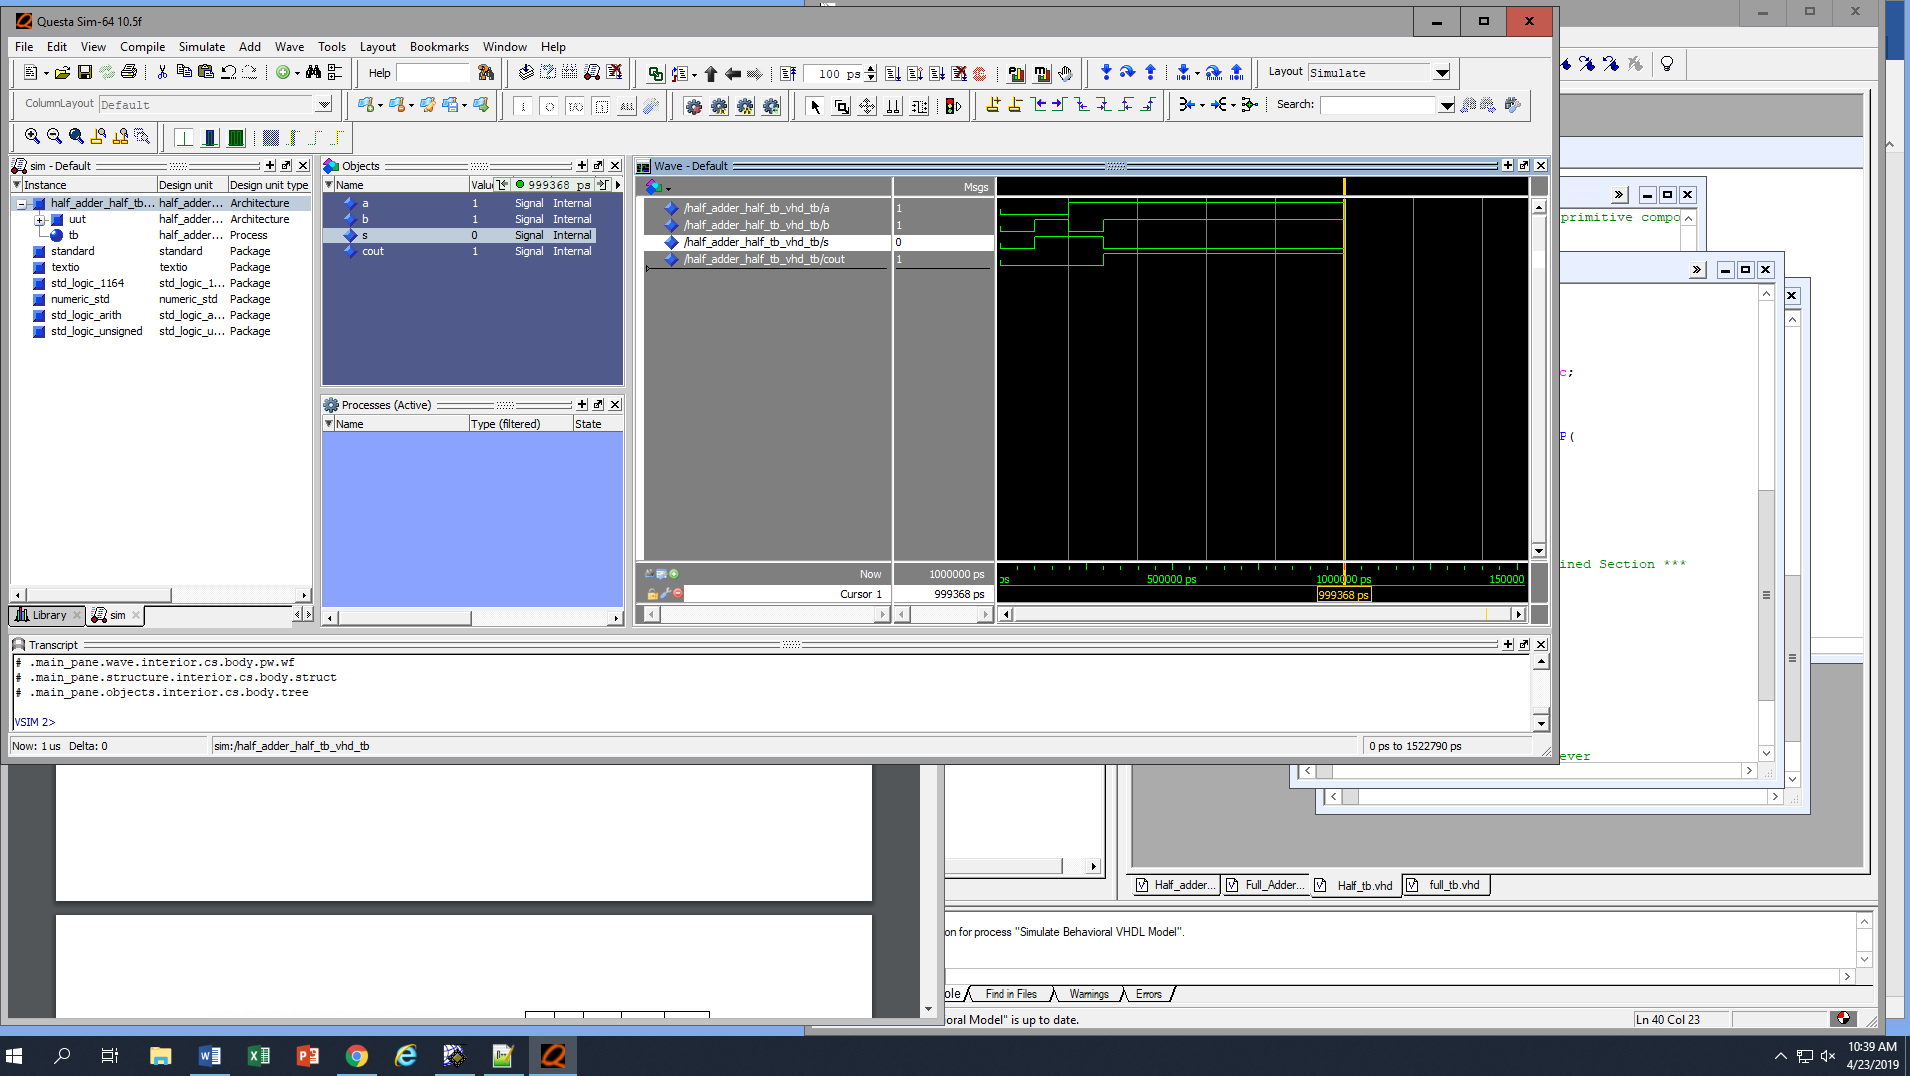 Questa Sim-64 10.5f
File Edit View Compile Simulate Add Wave Tools Layout Bookmarks Window Help
Help
100 ps
Layout Simulate
ColumnLayout Default
ALL
Search:
sim - Default
Instance Design unit Design unit type
half_adder_half_tb... half_adder... Architecture
uut half_adder... Architecture
tb half_adder... Process
standard standard Package
textio textio Package
std_logic_1164 std_logic_1... Package
numeric_std numeric_std Package
std_logic_arith std_logic_a... Package
std_logic_unsigned std_logic_u... Package
Library
sim
Objects
Name Valu 999368 ps
a 1 Signal Internal
b 1 Signal Internal
s 0 Signal Internal
cout 1 Signal Internal
Processes (Active)
Name Type (filtered) State
Wave - Default
Msgs
/half_adder_half_tb_vhd_tb/a 1
/half_adder_half_tb_vhd_tb/b 1
/half_adder_half_tb_vhd_tb/s 0
/half_adder_half_tb_vhd_tb/cout 1
Now 1000000 ps
ps 500000 ps 1000000 ps 150000
Cursor 1 999368 ps
999368 ps
Transcript
# .main_pane.wave.interior.cs.body.pw.wf
# .main_pane.structure.interior.cs.body.struct
# .main_pane.objects.interior.cs.body.tree
VSIM 2>
Now: 1 us Delta: 0
sim:/half_adder_half_tb_vhd_tb
0 ps to 1522790 ps
primitive compo
c;
P(
ined Section ***
ever
Half_adder... Full_Adder... Half_tb.vhd full_tb.vhd
on for process "Simulate Behavioral VHDL Model".
ole Find in Files Warnings Errors
oral Model" is up to date.
Ln 40 Col 23
10:39 AM
4/23/2019